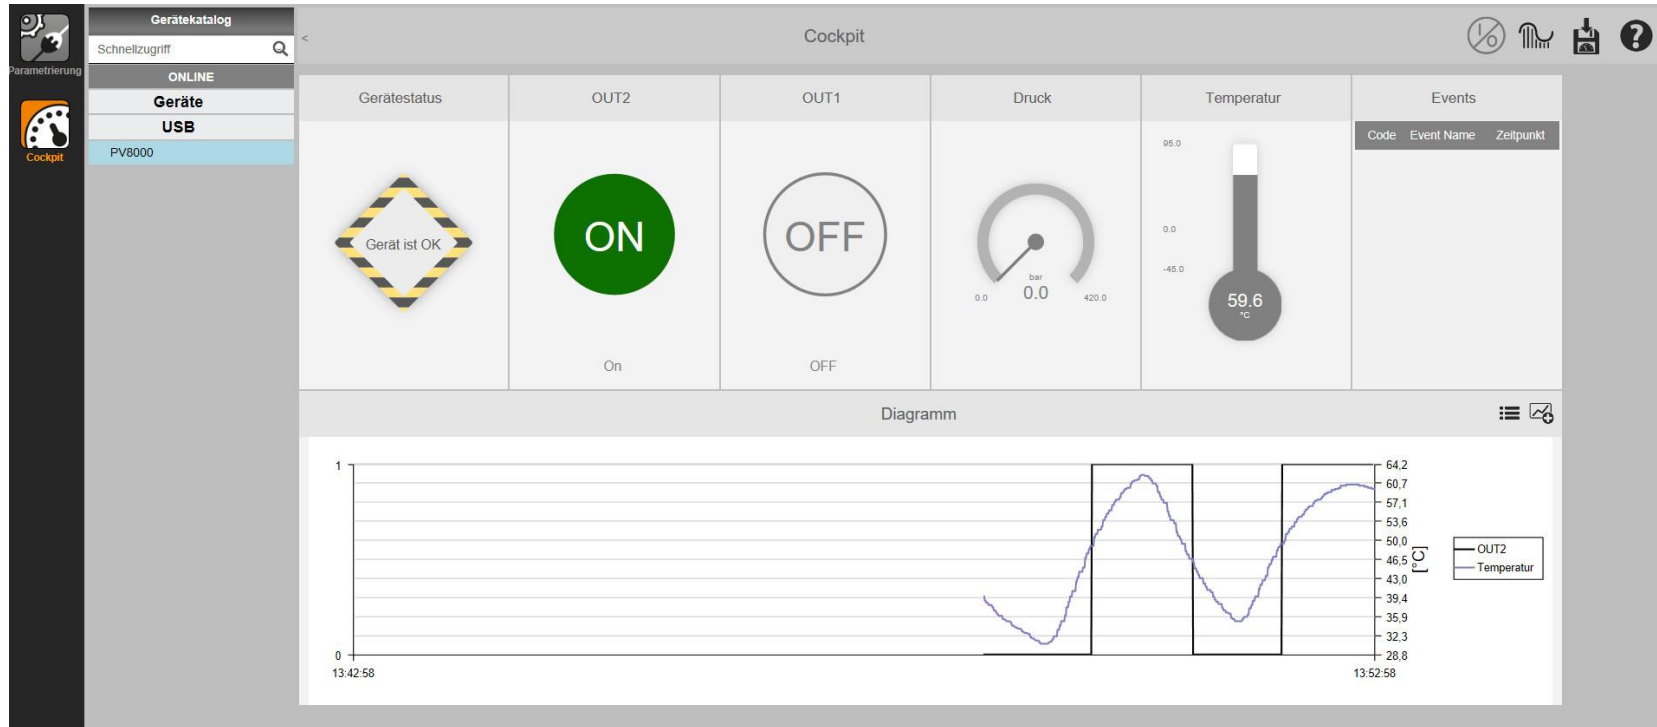 Parametrierung
Cockpit
Gerätekatalog
Schnellzugriff
ONLINE
Geräte
USB
PV8000
<
Cockpit
I/O
?
Gerätestatus
Gerät ist OK
OUT2
ON
On
OUT1
OFF
OFF
Druck
bar
0.0 0.0 420.0
Temperatur
95.0
0.0
-45.0
59.6
°C
Events
Code Event Name Zeitpunkt
Diagramm
1
0
13:42:58
13:52:58
64,2
60,7
57,1
53,6
50,0
46,5
43,0
39,4
35,9
32,3
28,8
[°C]
OUT2
Temperatur